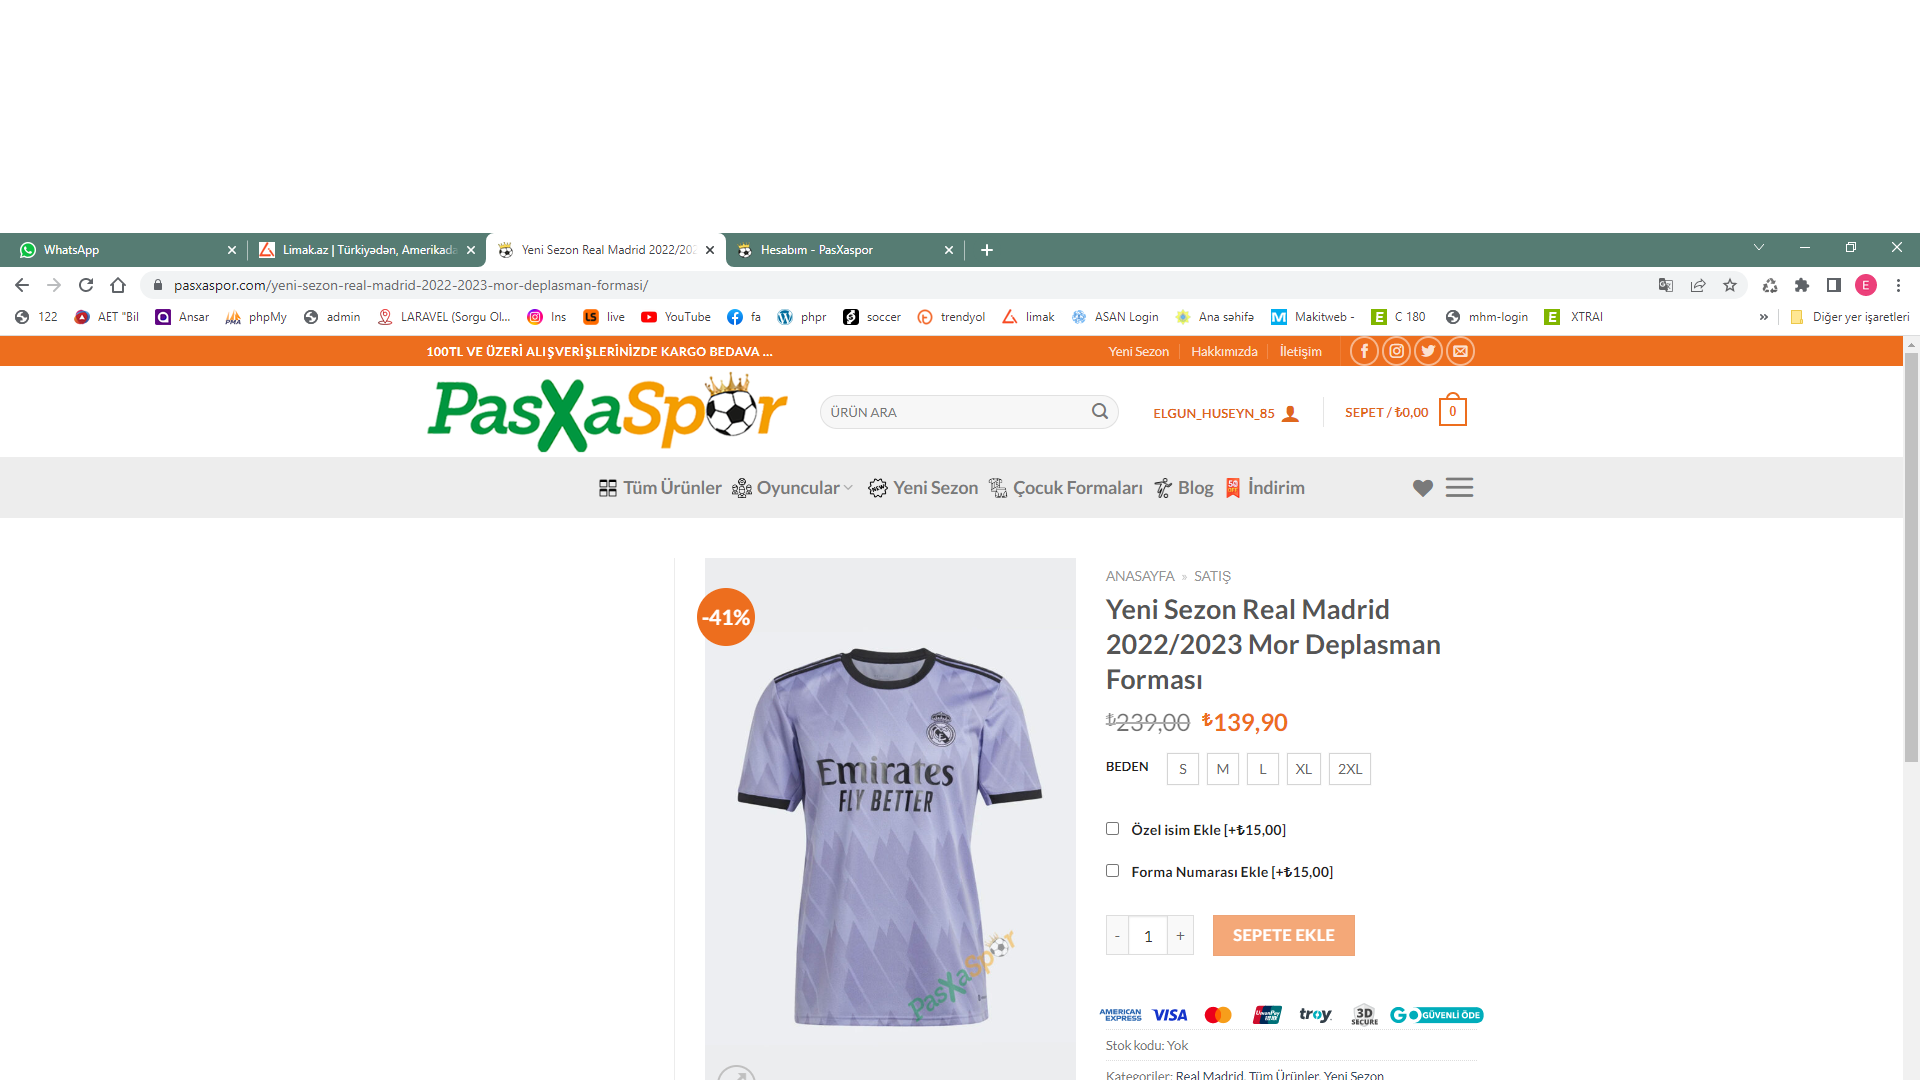 WhatsApp
Limak.az | Türkiyədən, Amerikada
Yeni Sezon Real Madrid 2022/202
Hesabım - PasXaspor
pasxaspor.com/yeni-sezon-real-madrid-2022-2023-mor-deplasman-formasi/
E
122
AET "Bil
Ansar
phpMy
admin
LARAVEL (Sorgu Ol...
Ins
live
YouTube
fa
phpr
soccer
trendyol
limak
ASAN Login
Ana səhifə
Makitweb -
C 180
mhm-login
XTRAI
»
Diğer yer işaretleri
100TL VE ÜZERİ ALIŞVERİŞLERİNİZDE KARGO BEDAVA ...
Yeni Sezon
Hakkımızda
İletişim
PasXaSpor
ÜRÜN ARA
ELGUN_HUSEYN_85
SEPET / ₺0,00
0
Tüm Ürünler
Oyuncular
Yeni Sezon
Çocuk Formaları
Blog
İndirim
-41%
Emirates
FLY BETTER
PasXaSpor
ANASAYFA » SATIŞ
Yeni Sezon Real Madrid
2022/2023 Mor Deplasman
Forması
₺239,00 ₺139,90
BEDEN
S
M
L
XL
2XL
Özel isim Ekle [+₺15,00]
Forma Numarası Ekle [+₺15,00]
- 1 +
SEPETE EKLE
AMERICAN EXPRESS
VISA
UnionPay
troy
3D SECURE
GÜVENLİ ÖDE
Stok kodu: Yok
Kategoriler: Real Madrid, Tüm Ürünler, Yeni Sezon